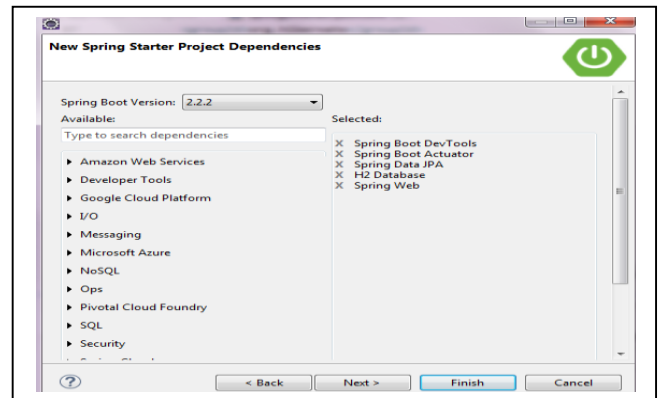 New Spring Starter Project Dependencies
Spring Boot Version: 2.2.2
Available:
Type to search dependencies
Amazon Web Services
Developer Tools
Google Cloud Platform
I/O
Messaging
Microsoft Azure
NoSQL
Ops
Pivotal Cloud Foundry
SQL
Security
Selected:
X Spring Boot DevTools
X Spring Boot Actuator
X Spring Data JPA
X H2 Database
X Spring Web
? < Back Next > Finish Cancel